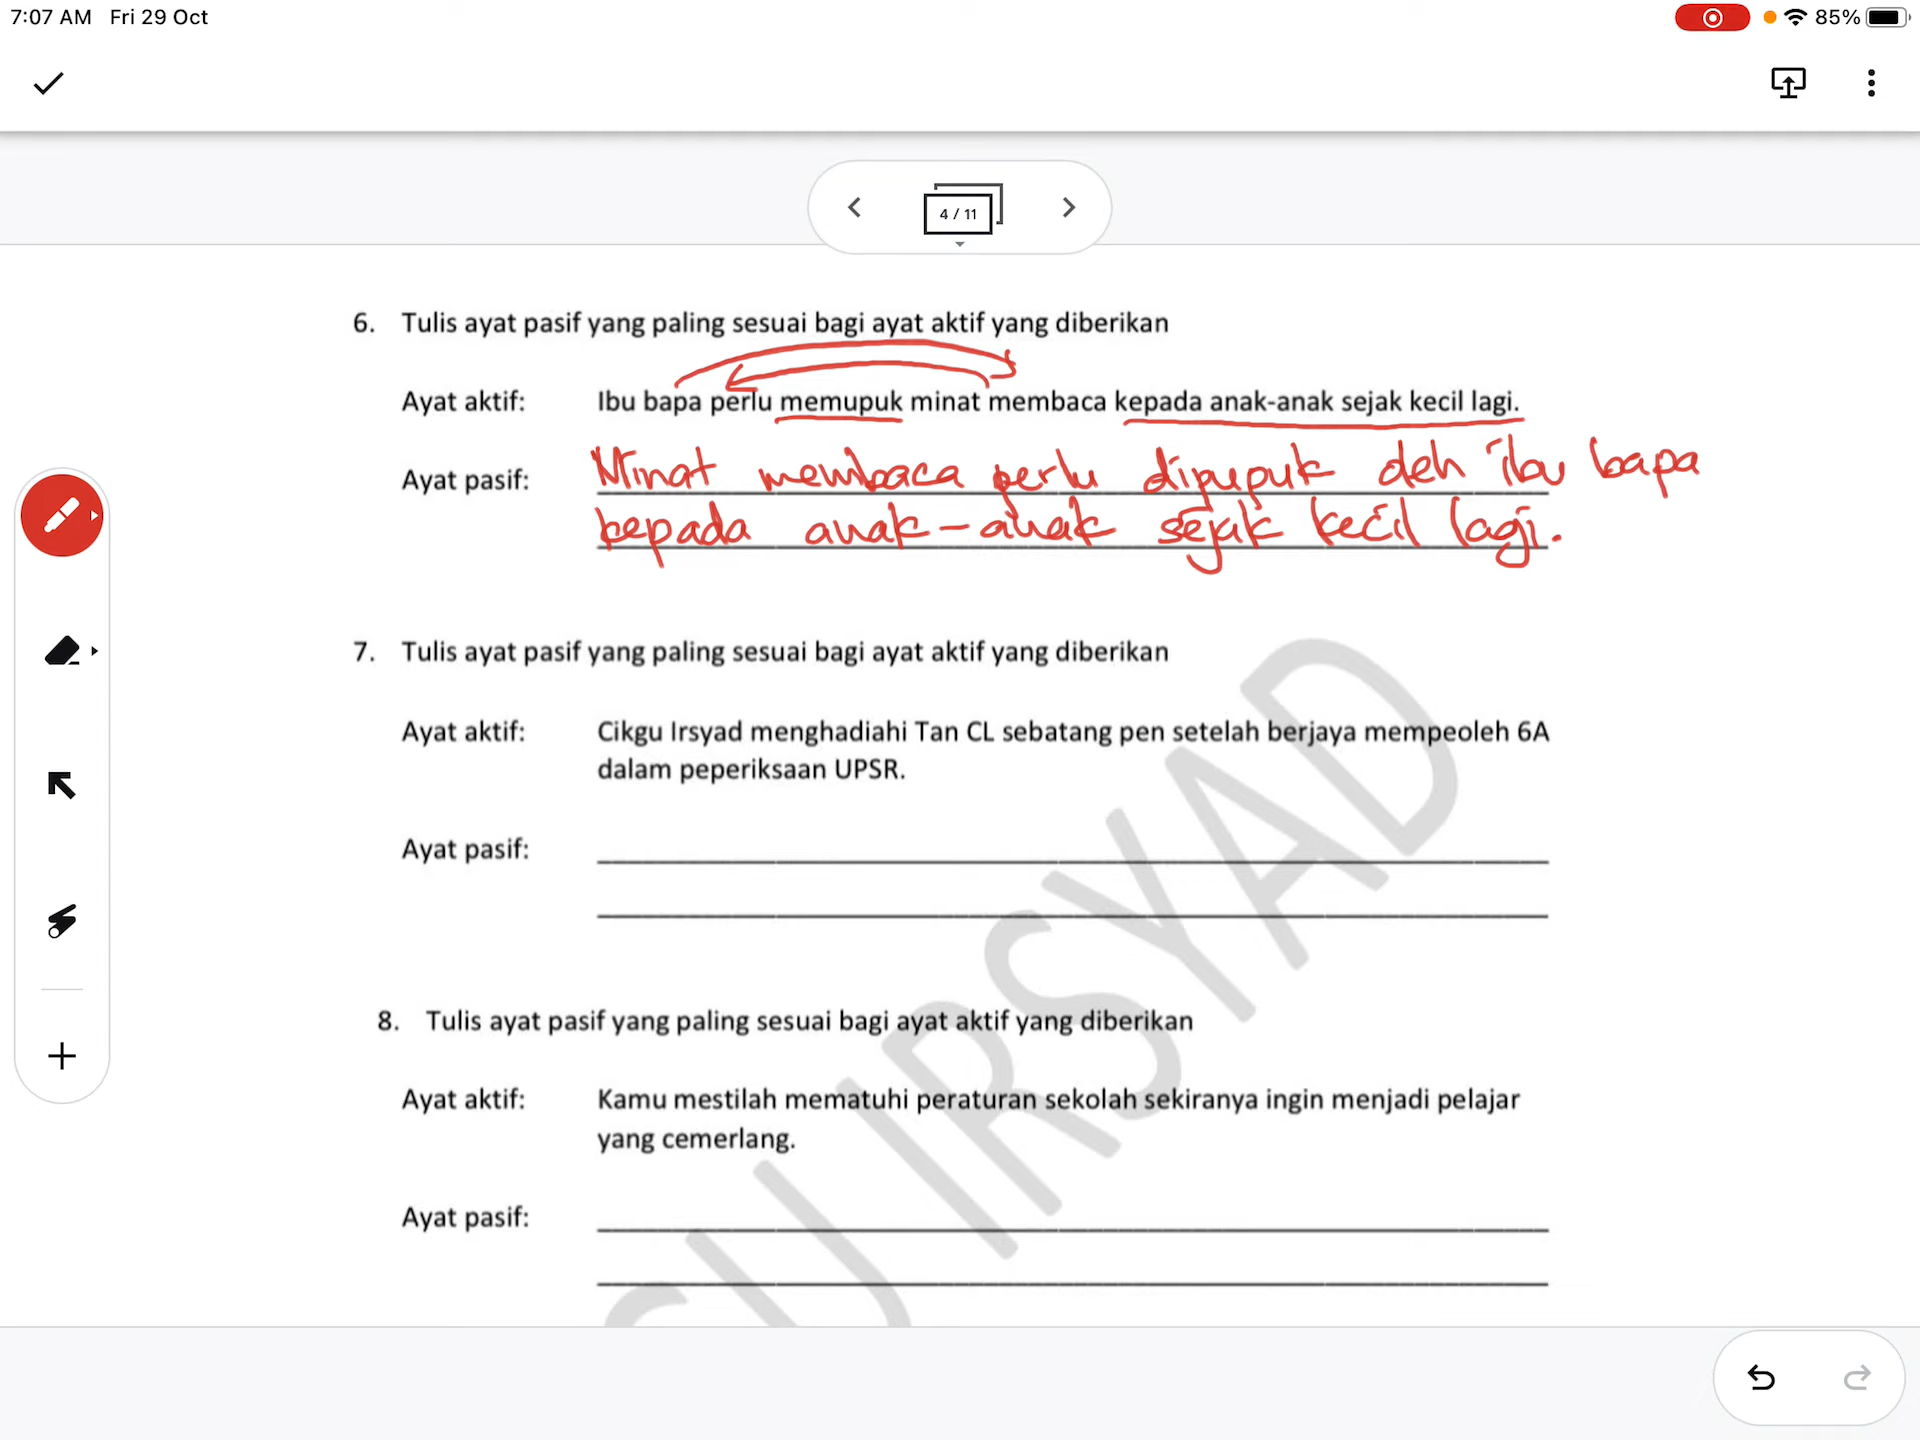 7:07 AM Fri 29 Oct
85%
4 / 11
6. Tulis ayat pasif yang paling sesuai bagi ayat aktif yang diberikan
Ayat aktif: Ibu bapa perlu memupuk minat membaca kepada anak-anak sejak kecil lagi.
Ayat pasif: Minat membaca perlu dipupuk oleh ibu bapa
kepada anak-anak sejak kecil lagi.
7. Tulis ayat pasif yang paling sesuai bagi ayat aktif yang diberikan
Ayat aktif: Cikgu Irsyad menghadiahi Tan CL sebatang pen setelah berjaya mempeoleh 6A
dalam peperiksaan UPSR.
Ayat pasif:
8. Tulis ayat pasif yang paling sesuai bagi ayat aktif yang diberikan
Ayat aktif: Kamu mestilah mematuhi peraturan sekolah sekiranya ingin menjadi pelajar
yang cemerlang.
Ayat pasif:
U IRSYAD